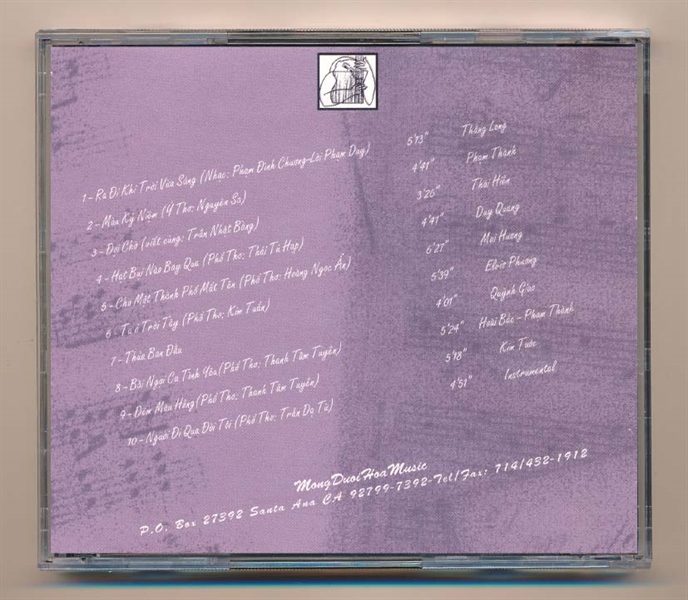 1 - Ra Đi Khi Trời Vừa Sáng (Nhạc: Phạm Đình Chương-Lời Phạm Duy) 5'13" Thăng Long
2 - Màu Kỷ Niệm (Ý Thơ: Nguyên Sa) 4'41" Phạm Thành
3 - Đợi Chờ (viết cùng: Trần Nhật Bằng) 3'26" Thái Hiền
4 - Hạt Bụi Nào Bay Qua (Phổ Thơ: Thái Tú Hạp) 4'41" Duy Quang
5 - Cho Một Thành Phố Mất Tên (Phổ Thơ: Hoàng Ngọc Ẩn) 6'27" Mai Hương
6 - Ta ở Trời Tây (Phổ Thơ: Kim Tuấn) 5'39" Elvis Phương
7 - Thủa Ban Đầu 4'01" Quỳnh Giao
8 - Bài Ngợi Ca Tình Yêu (Phổ Thơ: Thanh Tâm Tuyền) 5'24" Hoài Bắc - Phạm Thành
9 - Đêm Màu Hồng (Phổ Thơ: Thanh Tâm Tuyền) 5'18" Kim Tước
10 - Người Đi Qua Đời Tôi (Phổ Thơ: Trần Dạ Từ) 4'51" Instrumental
MongDuoiHoaMusic
P.O. Box 27392 Santa Ana CA 92799-7392-Tel/Fax: 714/432-1912